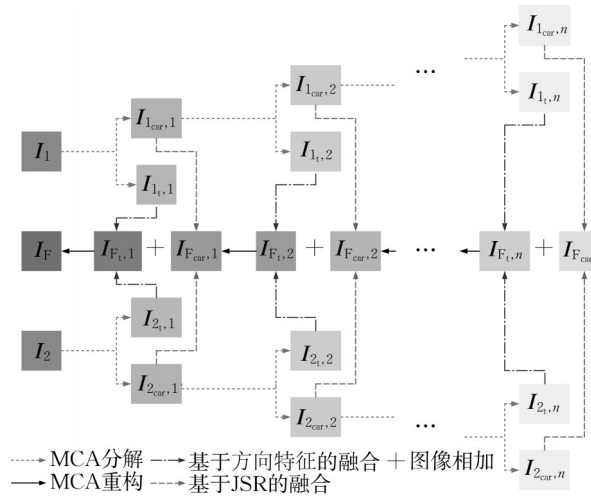 I1car,n
...
I1car,2
I1t,n
I1car,1
I1 I1t,2
I1t,1
IF IFt,1 + IFcar,1 IFt,2 + IFcar,2 ... IFt,n + IFcar
I2t,1
I2 I2t,2
I2car,1 I2t,n
I2car,2
...
I2car,n
MCA分解 基于方向特征的融合 + 图像相加
MCA重构 基于JSR的融合